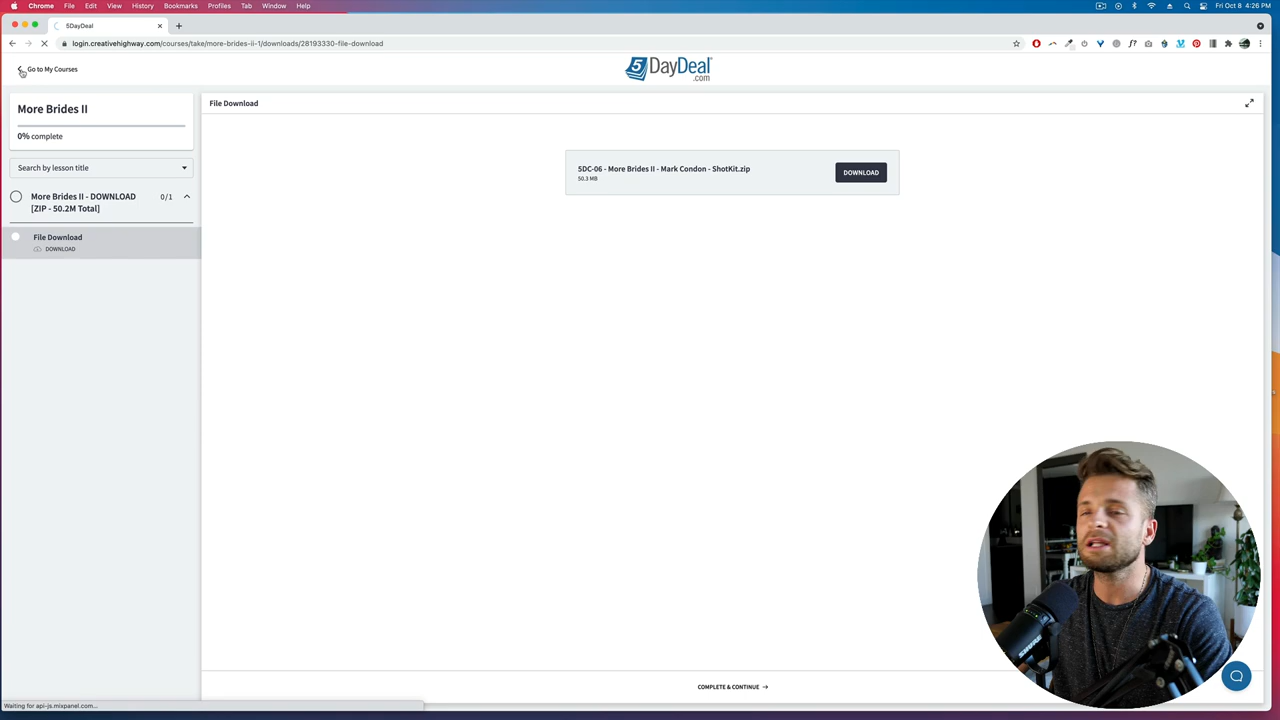 Chrome File Edit View History Bookmarks Profiles Tab Window Help Fri Oct 8 4:26 PM
5DayDeal
login.creativehighway.com/courses/take/more-brides-ii-1/downloads/28193330-file-download
Go to My Courses
5DayDeal
.com
More Brides II
0% complete
Search by lesson title
More Brides II - DOWNLOAD 0/1
[ZIP - 50.2M Total]
File Download
DOWNLOAD
File Download
5DC-06 - More Brides II - Mark Condon - ShotKit.zip
50.3 MB
DOWNLOAD
SHURE
COMPLETE & CONTINUE →
Waiting for api-js.mixpanel.com...